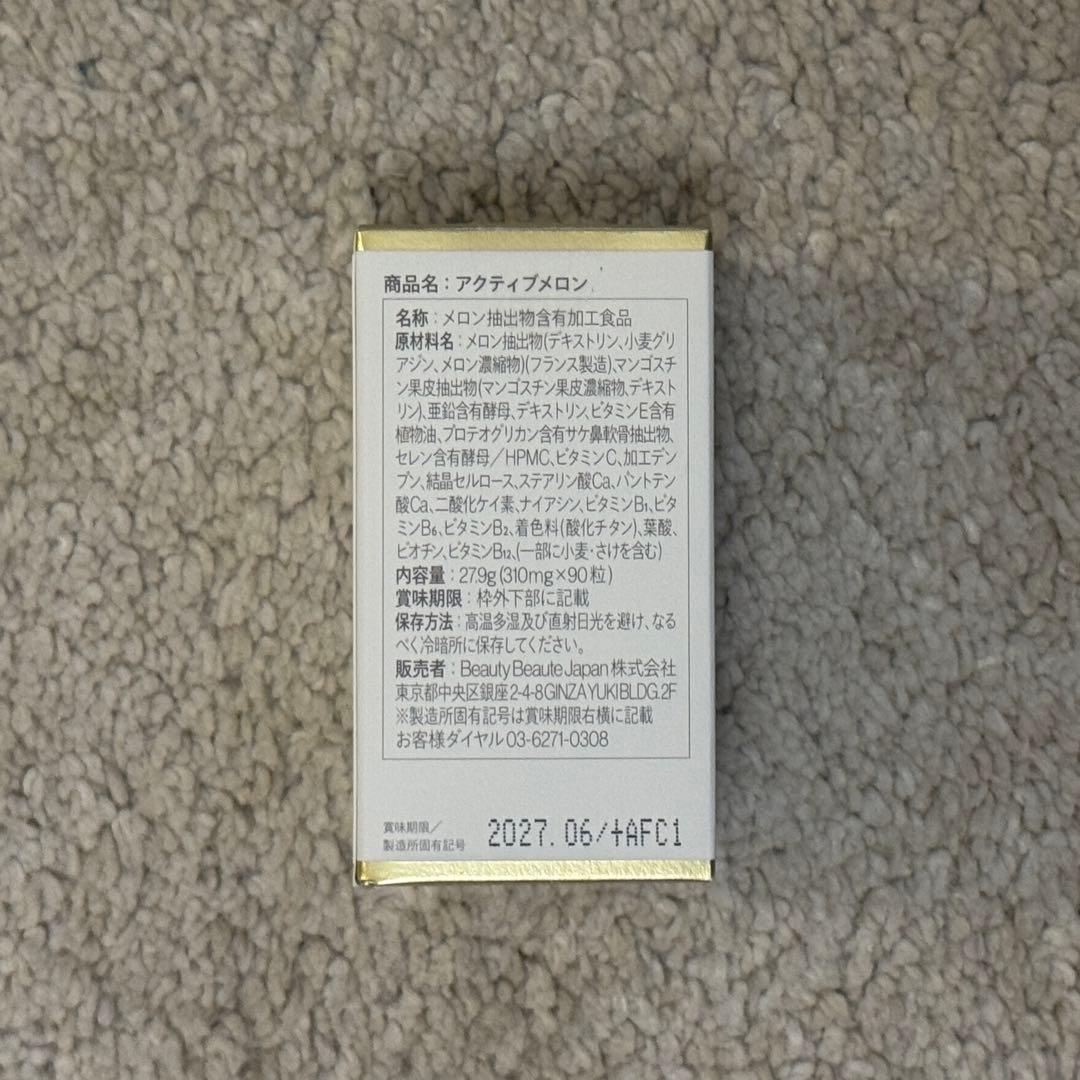 商品名：アクティブメロン
名称：メロン抽出物含有加工食品
原材料名：メロン抽出物(デキストリン、小麦グリ
アジン、メロン濃縮物)(フランス製造)、マンゴスチ
ン果皮抽出物(マンゴスチン果皮濃縮物、デキスト
リン)、亜鉛含有酵母、デキストリン、ビタミンE含有
植物油、プロテオグリカン含有サケ鼻軟骨抽出物、
セレン含有酵母／HPMC、ビタミンC、加工デン
プン、結晶セルロース、ステアリン酸Ca、パントテン
酸Ca、二酸化ケイ素、ナイアシン、ビタミンB₁、ビタ
ミンB₆、ビタミンB₂、着色料(酸化チタン)、葉酸、
ビオチン、ビタミンB₁₂、(一部に小麦・さけを含む)
内容量：27.9g(310mg×90粒)
賞味期限：枠外下部に記載
保存方法：高温多湿及び直射日光を避け、なる
べく冷暗所に保存してください。
販売者：Beauty Beaute Japan 株式会社
東京都中央区銀座2-4-8 GINZA YUKI BLDG. 2F
※製造所固有記号は賞味期限右横に記載
お客様ダイヤル 03-6271-0308
賞味期限／
製造所固有記号 2027.06/+AFC1